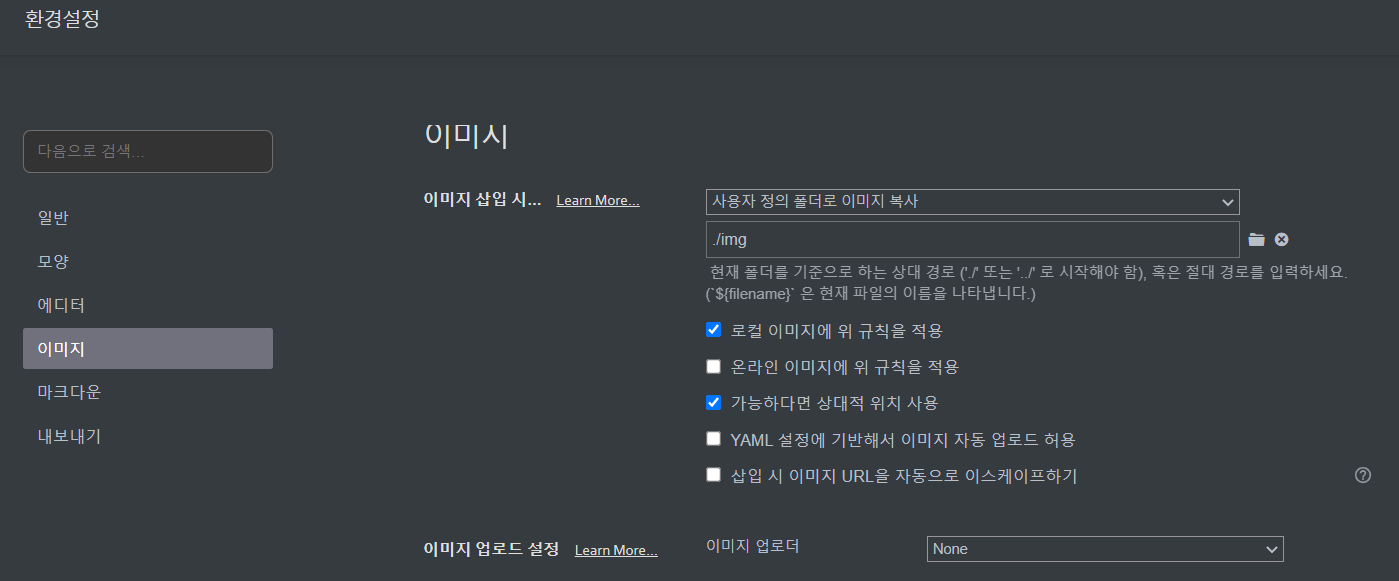 환경설정
다음으로 검색...
일반
모양
에디터
이미지
마크다운
내보내기
이미지
이미지 삽입 시... Learn More...
사용자 정의 폴더로 이미지 복사
./img
현재 폴더를 기준으로 하는 상대 경로 ('./' 또는 '../' 로 시작해야 함), 혹은 절대 경로를 입력하세요.
(`${filename}` 은 현재 파일의 이름을 나타냅니다.)
로컬 이미지에 위 규칙을 적용
온라인 이미지에 위 규칙을 적용
가능하다면 상대적 위치 사용
YAML 설정에 기반해서 이미지 자동 업로드 허용
삽입 시 이미지 URL을 자동으로 이스케이프하기
이미지 업로드 설정 Learn More...
이미지 업로더
None